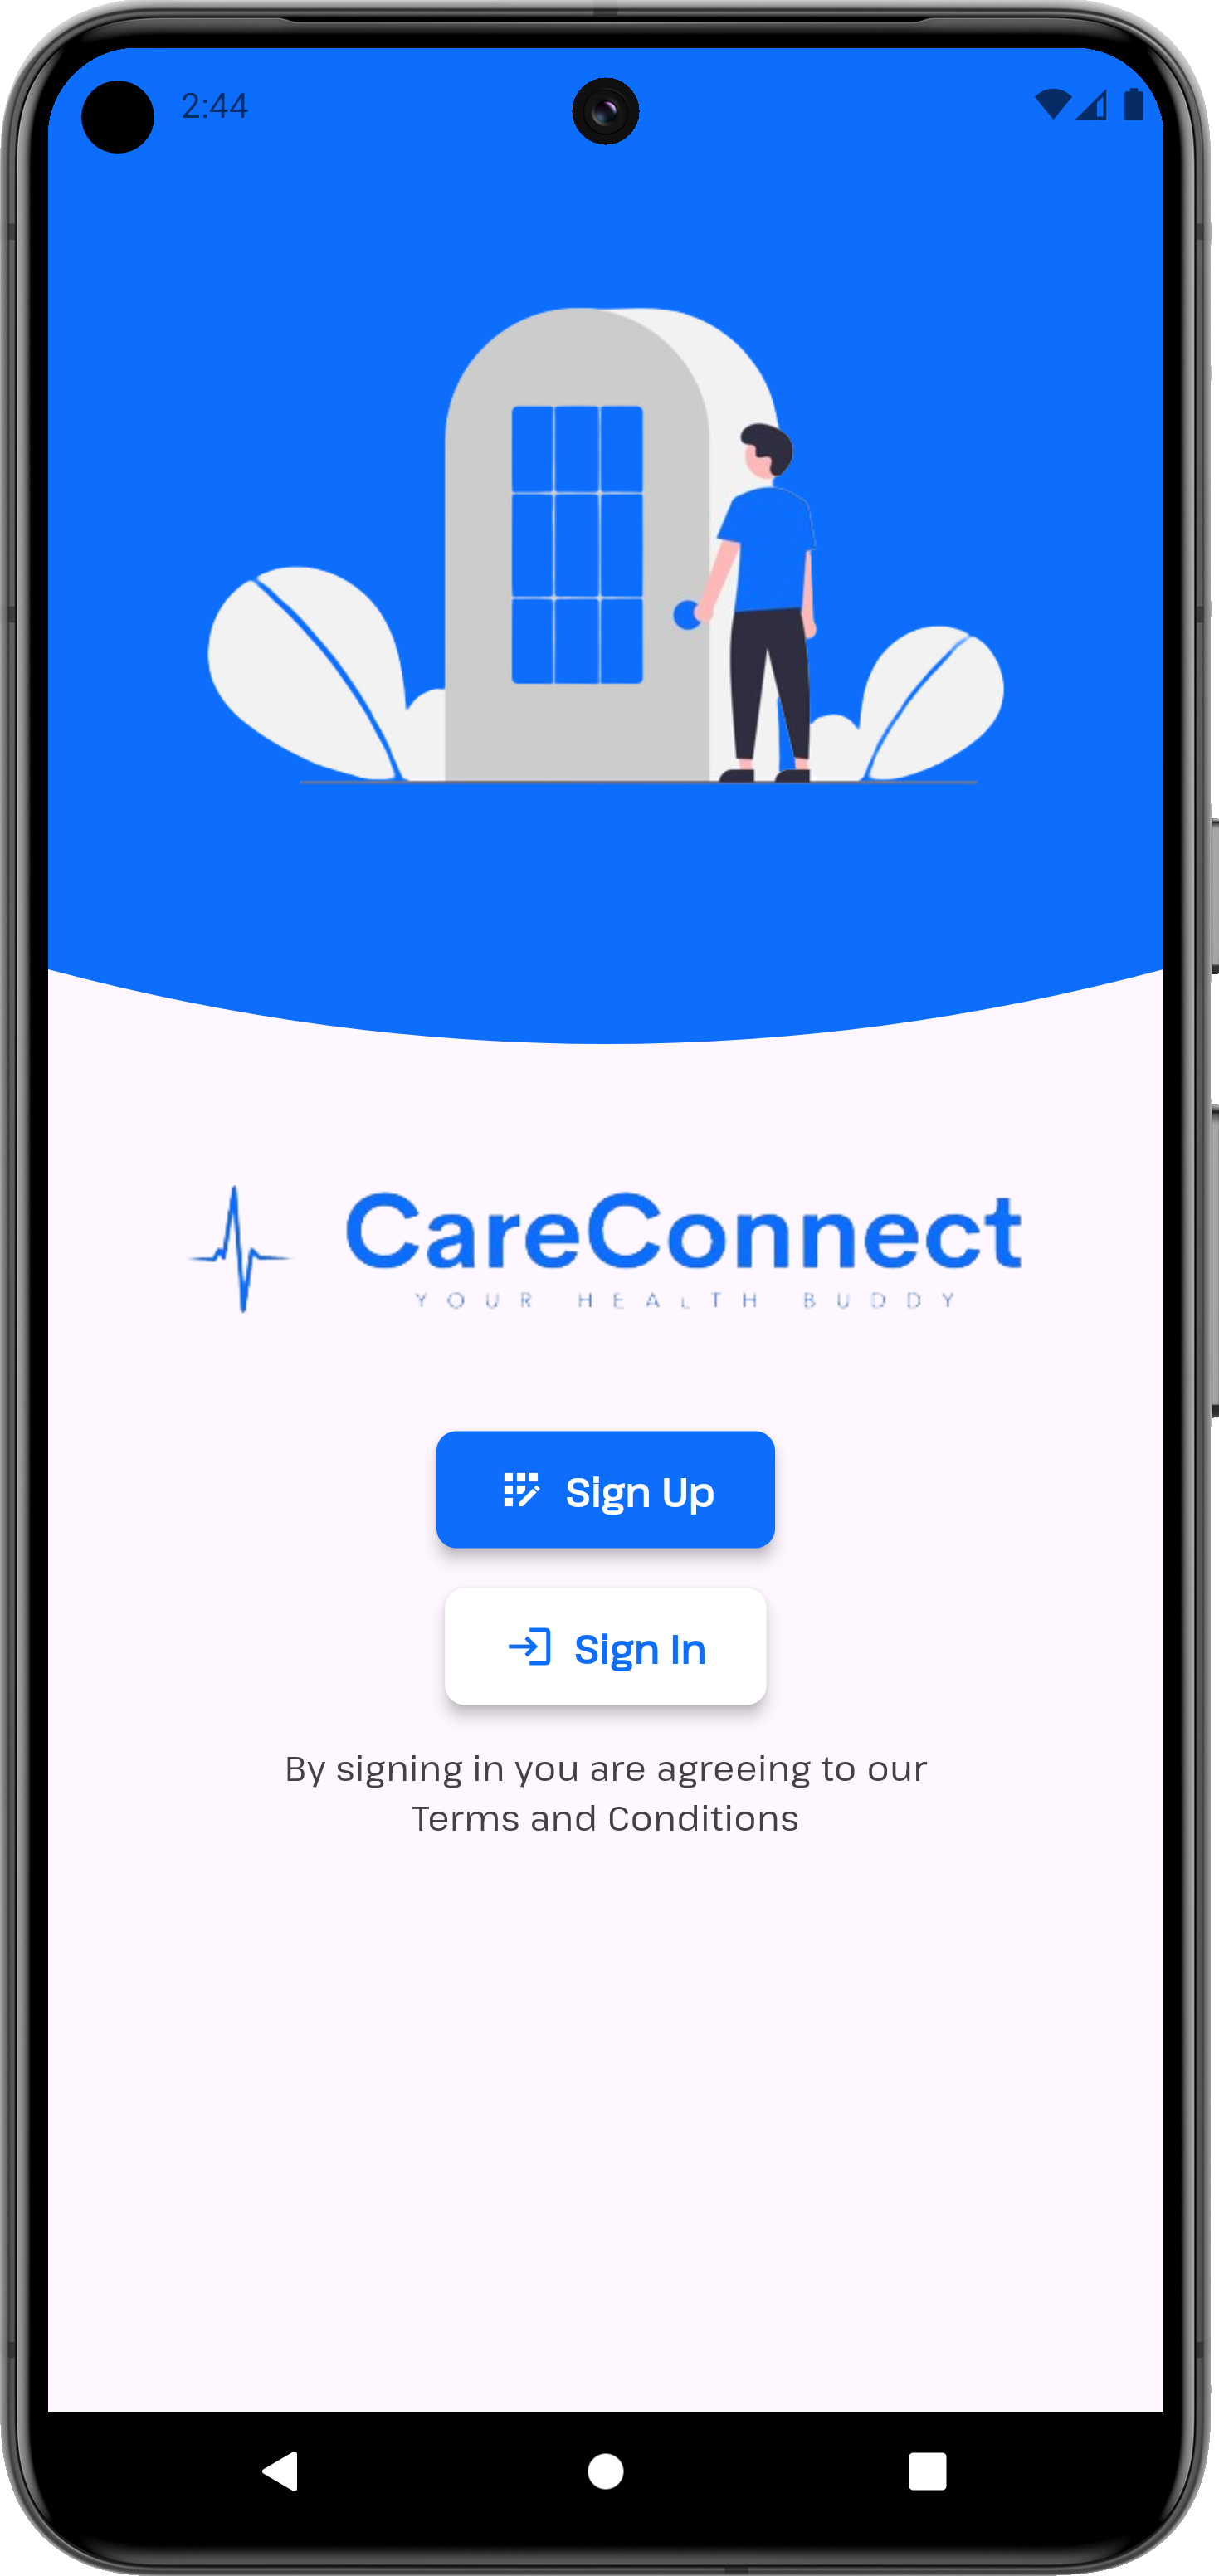 2:44
CareConnect
YOUR HEALTH BUDDY
Sign Up
Sign In
By signing in you are agreeing to our
Terms and Conditions